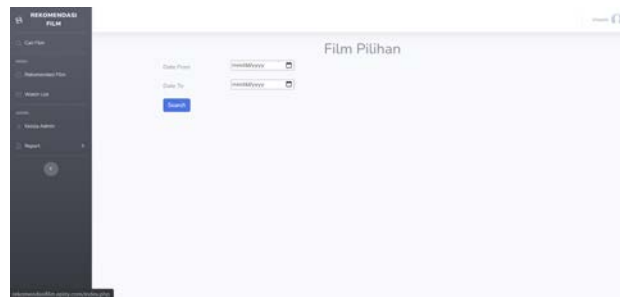 REKOMENDASI
FILM
Cari Film
Rekomendasi Film
Watch List
Kelola Admin
Report
Film Pilihan
Date From
mm/dd/yyyy
Date To
mm/dd/yyyy
Search